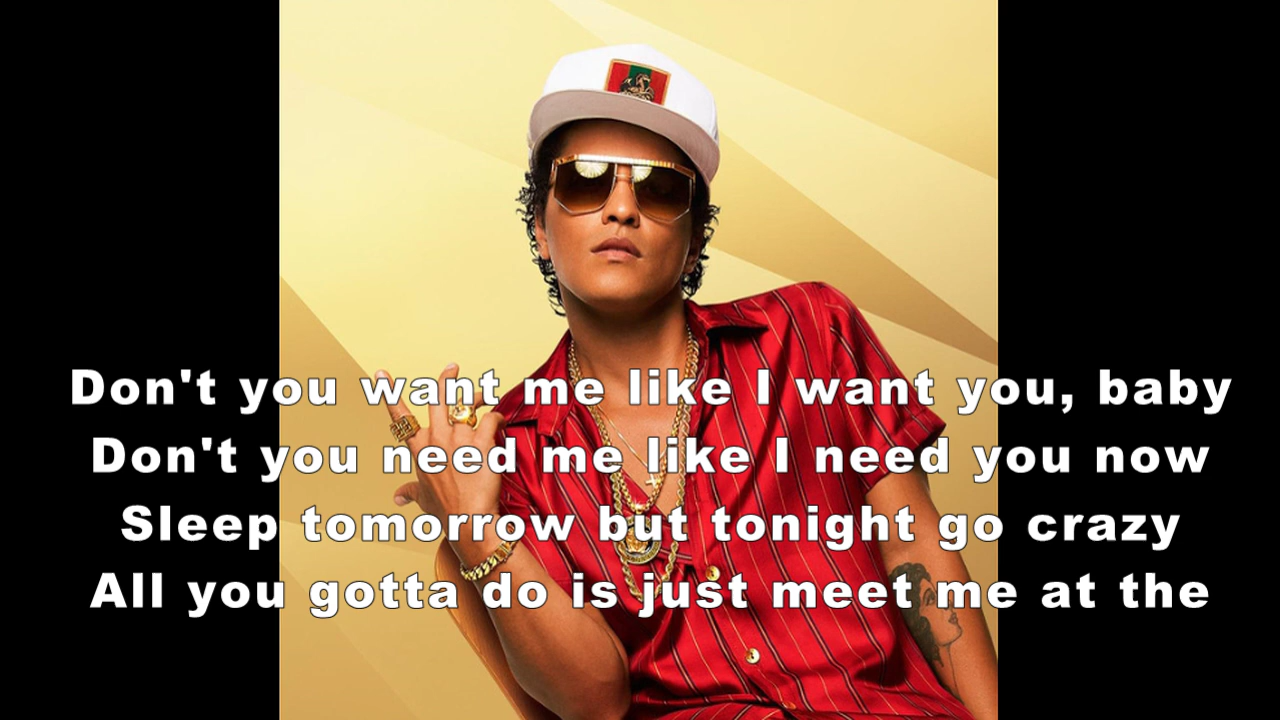 Don't you want me like I want you, baby
Don't you need me like I need you now
Sleep tomorrow but tonight go crazy
All you gotta do is just meet me at the